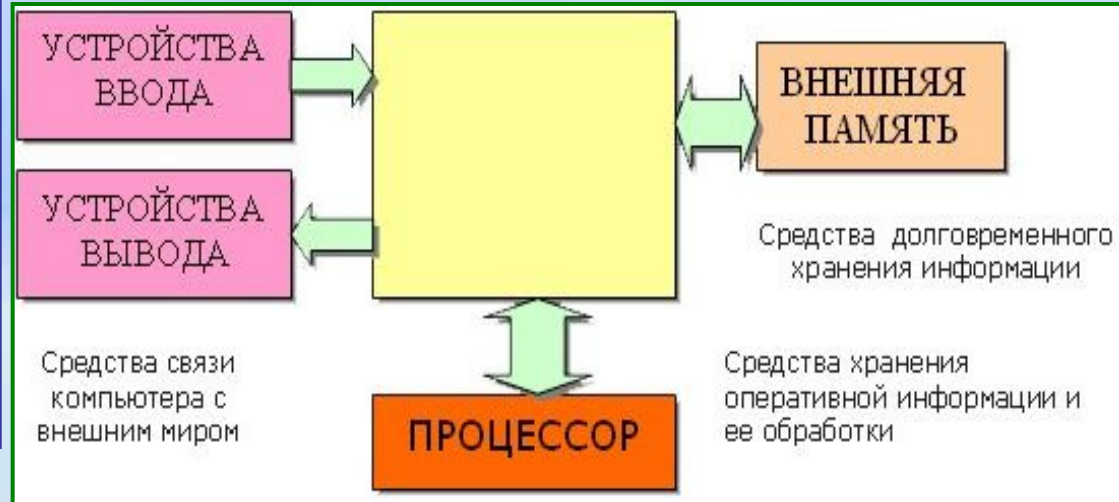 УСТРОЙСТВА
ВВОДА
ВНЕШНЯЯ
ПАМЯТЬ
УСТРОЙСТВА
ВЫВОДА
Средства долговременного
хранения информации
Средства связи
компьютера с
внешним миром
ПРОЦЕССОР
Средства хранения
оперативной информации и
ее обработки